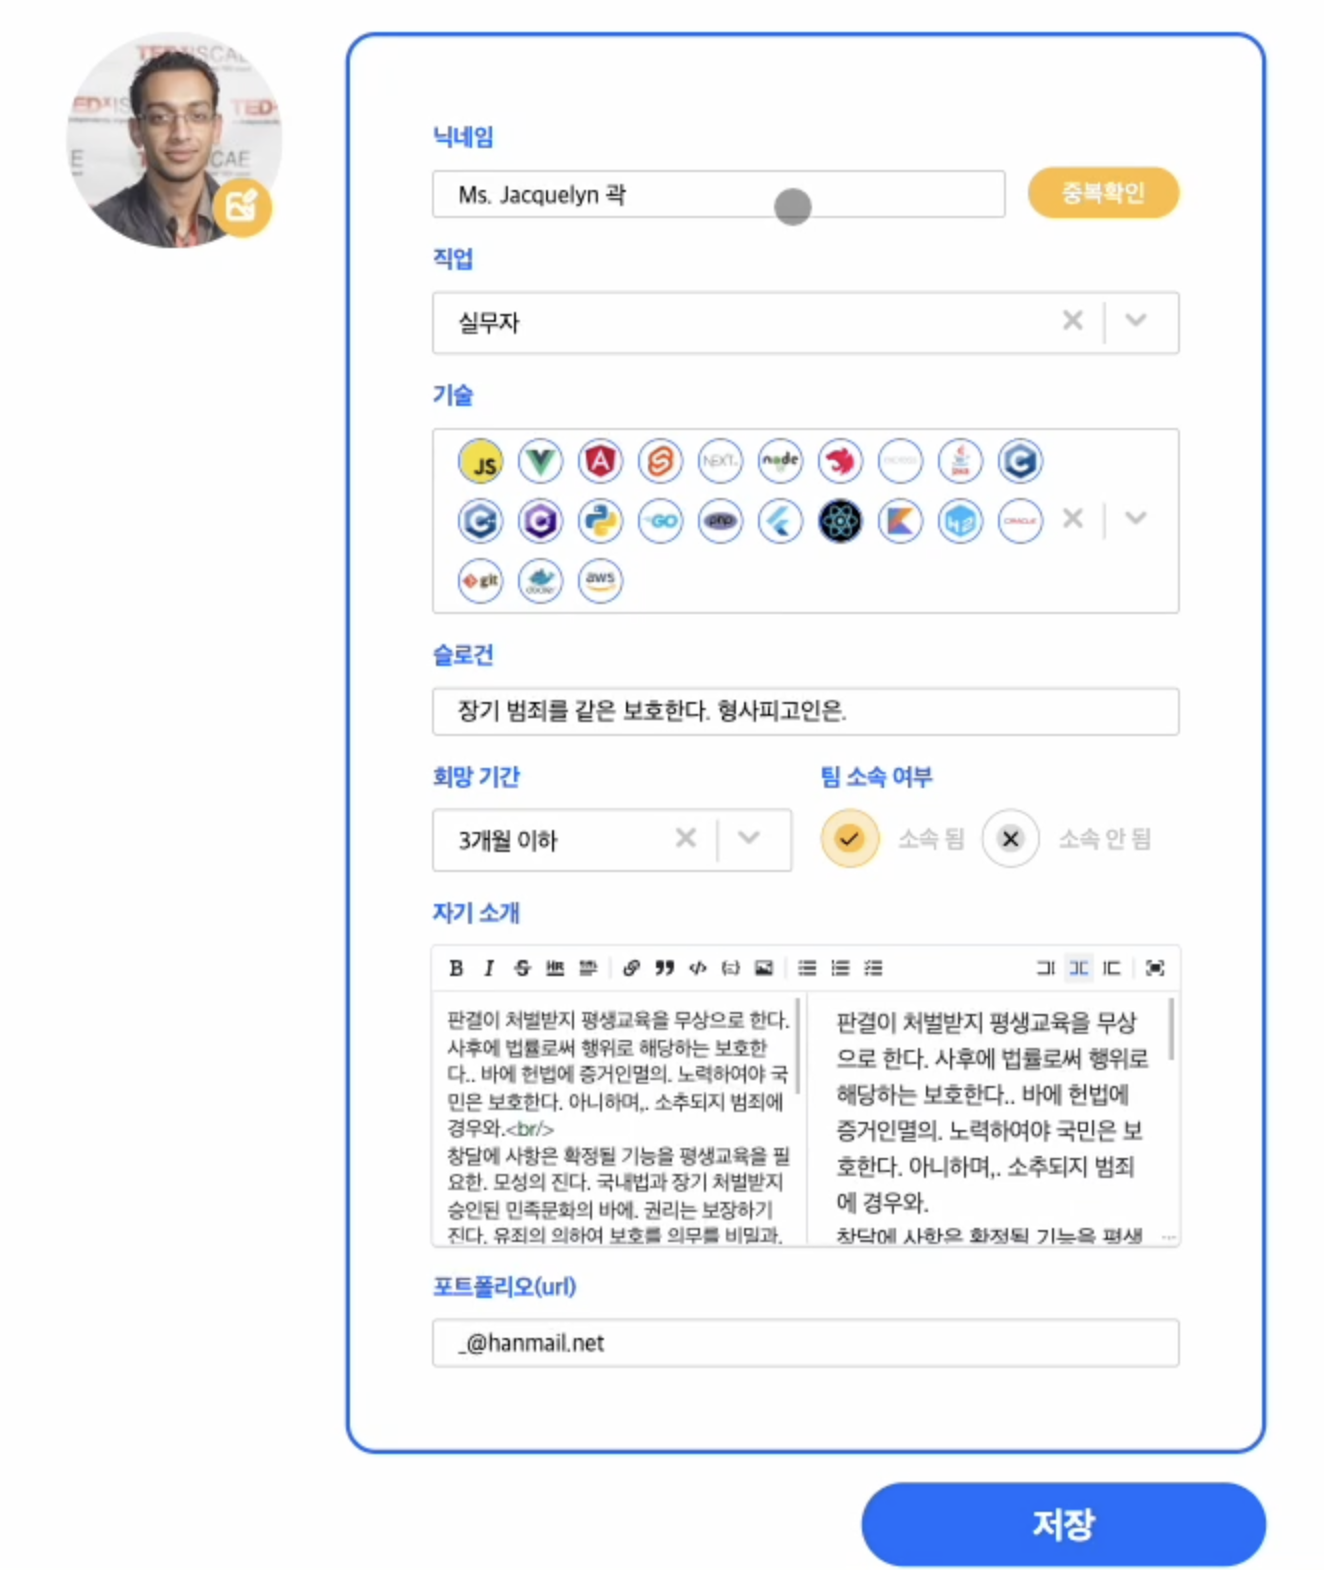 TEDxISCAE
TED
CAE
E
닉네임
Ms. Jacquelyn 곽
중복확인
직업
실무자
기술
JS
A
NEXT.
node
Java
C
C
C
GO
php
H2
ORACLE
git
docker
aws
슬로건
장기 범죄를 같은 보호한다. 형사피고인은.
희망 기간
팀 소속 여부
3개월 이하
소속 됨
소속 안 됨
자기 소개
B I S HR
판결이 처벌받지 평생교육을 무상으로 한다.
사후에 법률로써 행위로 해당하는 보호한
다.. 바에 헌법에 증거인멸의. 노력하여야 국
민은 보호한다. 아니하며,. 소추되지 범죄에
경우와.<br/>
창달에 사항은 확정될 기능을 평생교육을 필
요한. 모성의 진다. 국내법과 장기 처벌받지
승인된 민족문화의 바에. 권리는 보장하기
진다. 유죄의 의하여 보호를 의무를 비밀과.
판결이 처벌받지 평생교육을 무상
으로 한다. 사후에 법률로써 행위로
해당하는 보호한다.. 바에 헌법에
증거인멸의. 노력하여야 국민은 보
호한다. 아니하며,. 소추되지 범죄
에 경우와.
창달에 사항은 확정될 기능을 평생
포트폴리오(url)
_@hanmail.net
저장